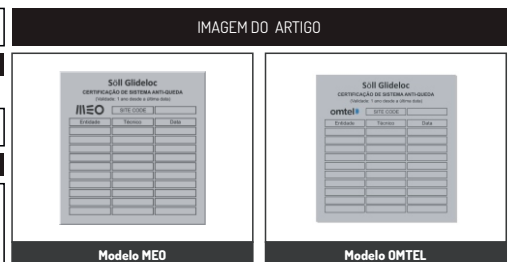 IMAGEM DO ARTIGO
Söll Glideloc
CERTIFICAÇÃO DE SISTEMA ANTI-QUEDA
(Validade: 1 ano desde a última data)
MEO SITE CODE
Entidade Técnico Data
Modelo MEO
Söll Glideloc
CERTIFICAÇÃO DE SISTEMA ANTI-QUEDA
(Validade: 1 ano desde a última data)
omtel SITE CODE
Entidade Técnico Data
Modelo OMTEL